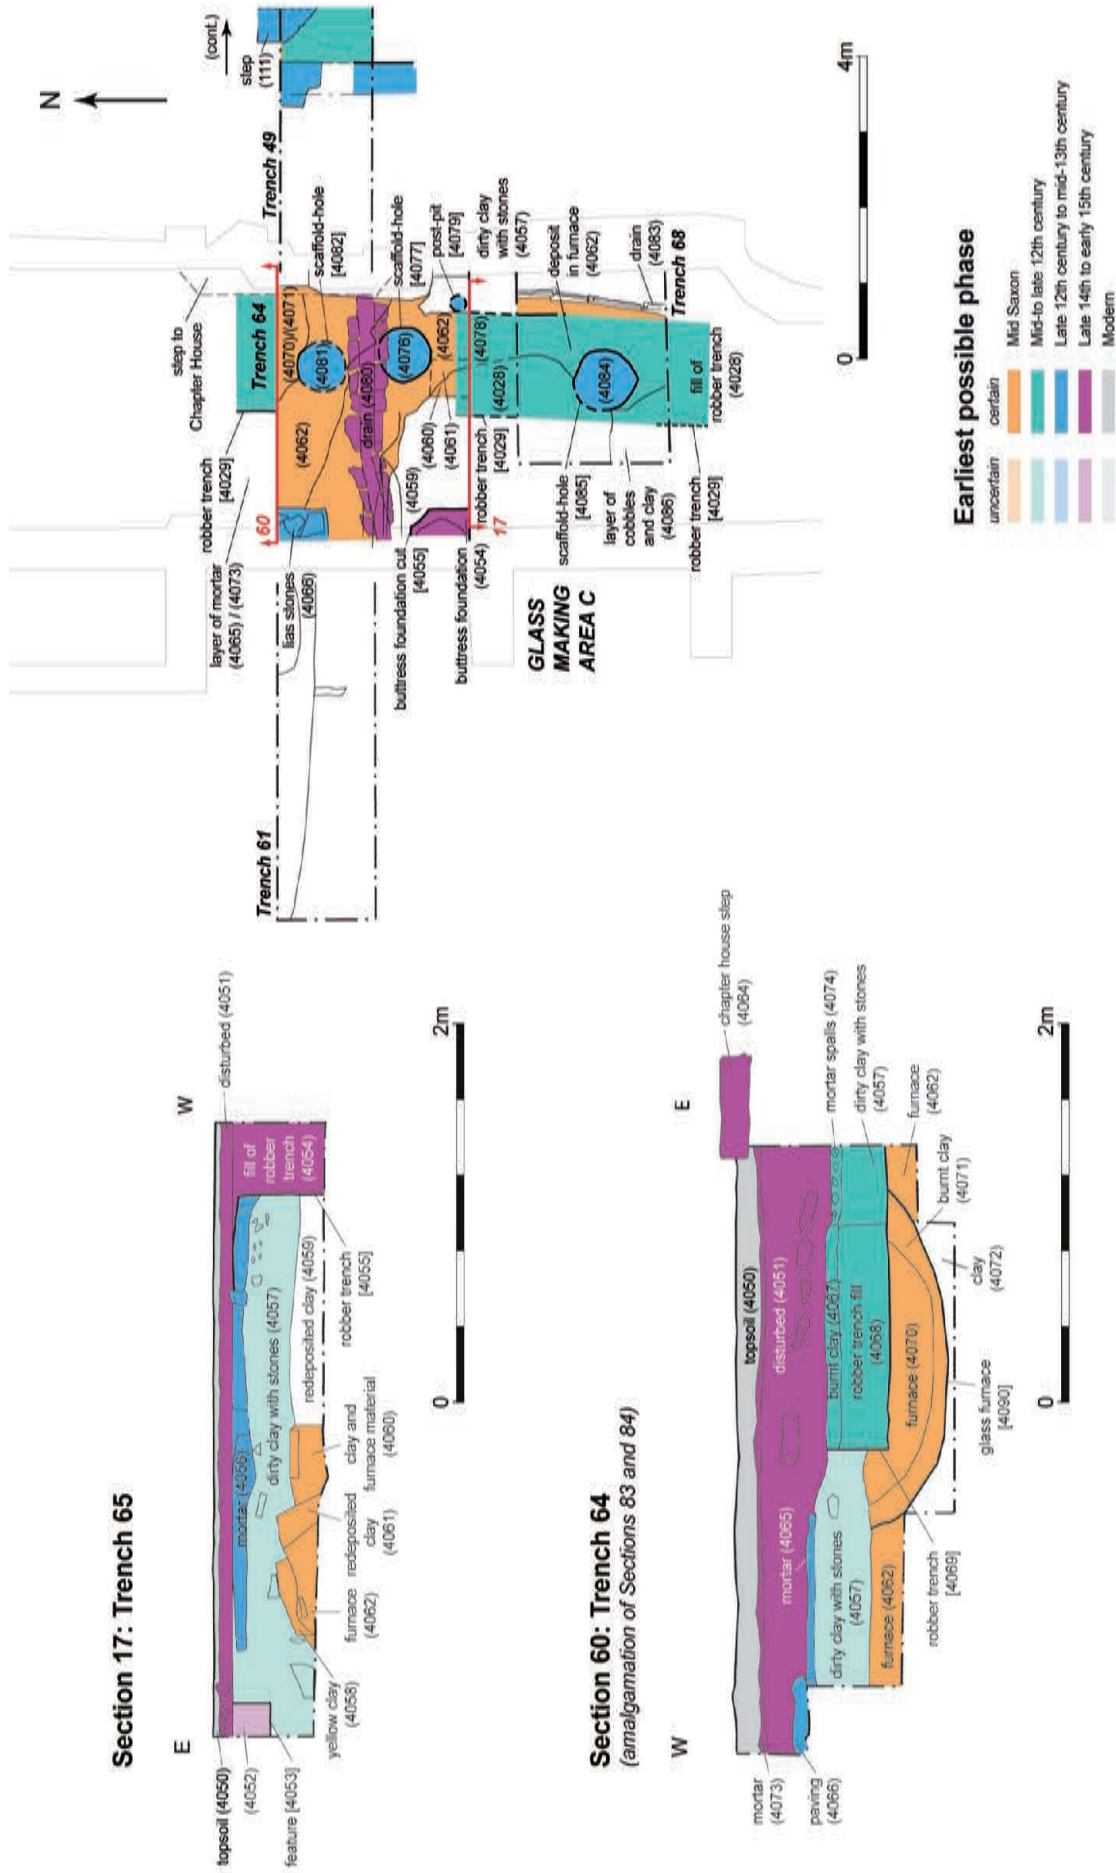 Section 17: Trench 65
E
W
topsoil (4050)
(4052)
feature [4053]
yellow clay
(4058)
furnace
(4062)
redeposited
clay
(4061)
clay and
furnace material
(4060)
robber trench
[4055]
mortar (4056)
dirty clay with stones (4057)
redeposited clay (4059)
fill of
robber
trench
(4054)
disturbed (4051)
0
2m
Section 60: Trench 64
(amalgamation of Sections 83 and 84)
W
E
mortar
(4073)
paving
(4066)
topsoil (4050)
disturbed (4051)
mortar (4065)
dirty clay with stones
(4057)
furnace (4062)
burnt clay (4067)
robber trench fill
(4068)
furnace (4070)
robber trench
[4069]
glass furnace
[4090]
clay
(4072)
burnt clay
(4071)
furnace
(4062)
dirty clay with stones
(4057)
mortar spalls (4074)
chapter house step
(4064)
0
2m
N
(cont.)
step
(111)
Trench 49
Trench 61
Trench 64
step to
Chapter House
robber trench
[4029]
layer of mortar
(4065) / (4073)
lias stones
(4066)
60
(4062)
(4070)/(4071)
(4081)
scaffold-hole
[4082]
drain (4080)
(4076)
scaffold-hole
[4077]
post-pit
[4079]
(4062)
(4078)
(4060)
(4061)
(4059)
(4028)
dirty clay
with stones
(4057)
buttress foundation cut
[4055]
buttress foundation
(4054)
17
robber trench
[4029]
deposit
in furnace
(4062)
drain
(4083)
Trench 68
scaffold-hole
[4085]
(4084)
layer of
cobbles
and clay
(4086)
robber trench
[4029]
fill of
robber trench
(4028)
GLASS
MAKING
AREA C
0
4m
Earliest possible phase
uncertain
certain
Mid Saxon
Mid-to late 12th century
Late 12th century to mid-13th century
Late 14th to early 15th century
Modern